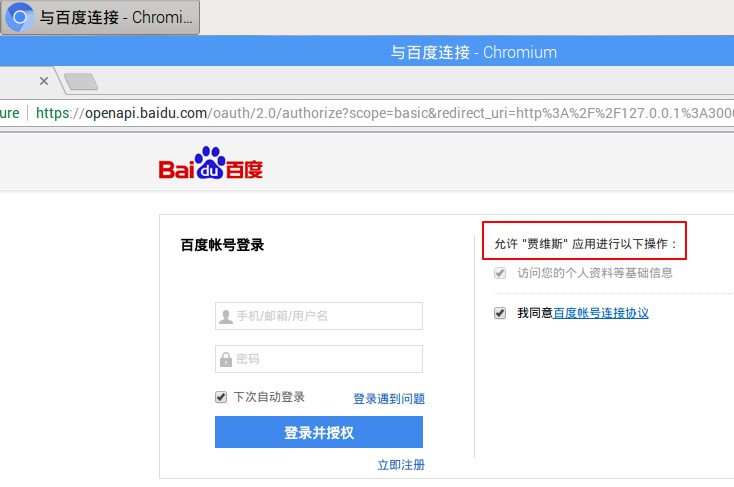 与百度连接 - Chromi...
与百度连接 - Chromium
ure https://openapi.baidu.com/oauth/2.0/authorize?scope=basic&redirect_uri=http%3A%2F%2F127.0.0.1%3A300
Baidu百度
百度帐号登录
手机/邮箱/用户名
密码
下次自动登录 登录遇到问题
登录并授权
立即注册
允许 "贾维斯" 应用进行以下操作：
访问您的个人资料等基础信息
我同意百度帐号连接协议